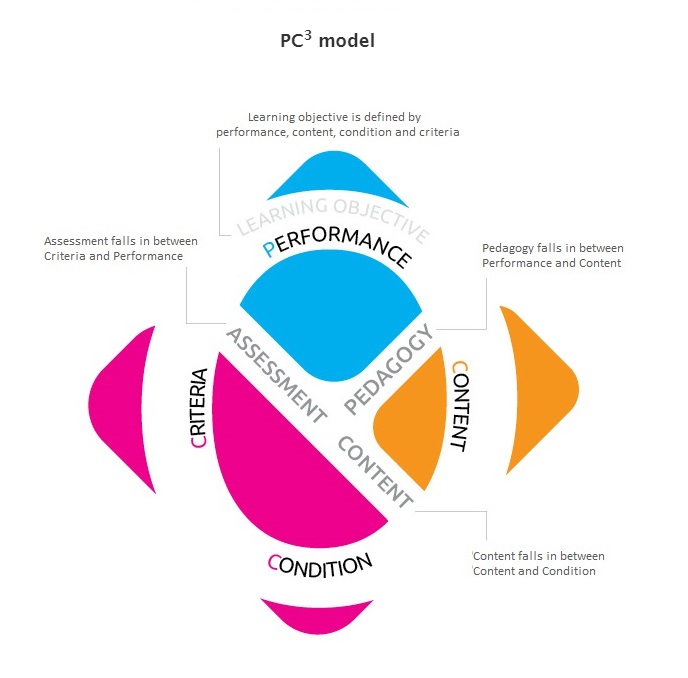 PC³ model
Learning objective is defined by
performance, content, condition and criteria
LEARNING OBJECTIVE
PERFORMANCE
Assessment falls in between
Criteria and Performance
Pedagogy falls in between
Performance and Content
ASSESSMENT
PEDAGOGY
CRITERIA
CONTENT
CONTENT
CONDITION
'Content falls in between
'Content and Condition